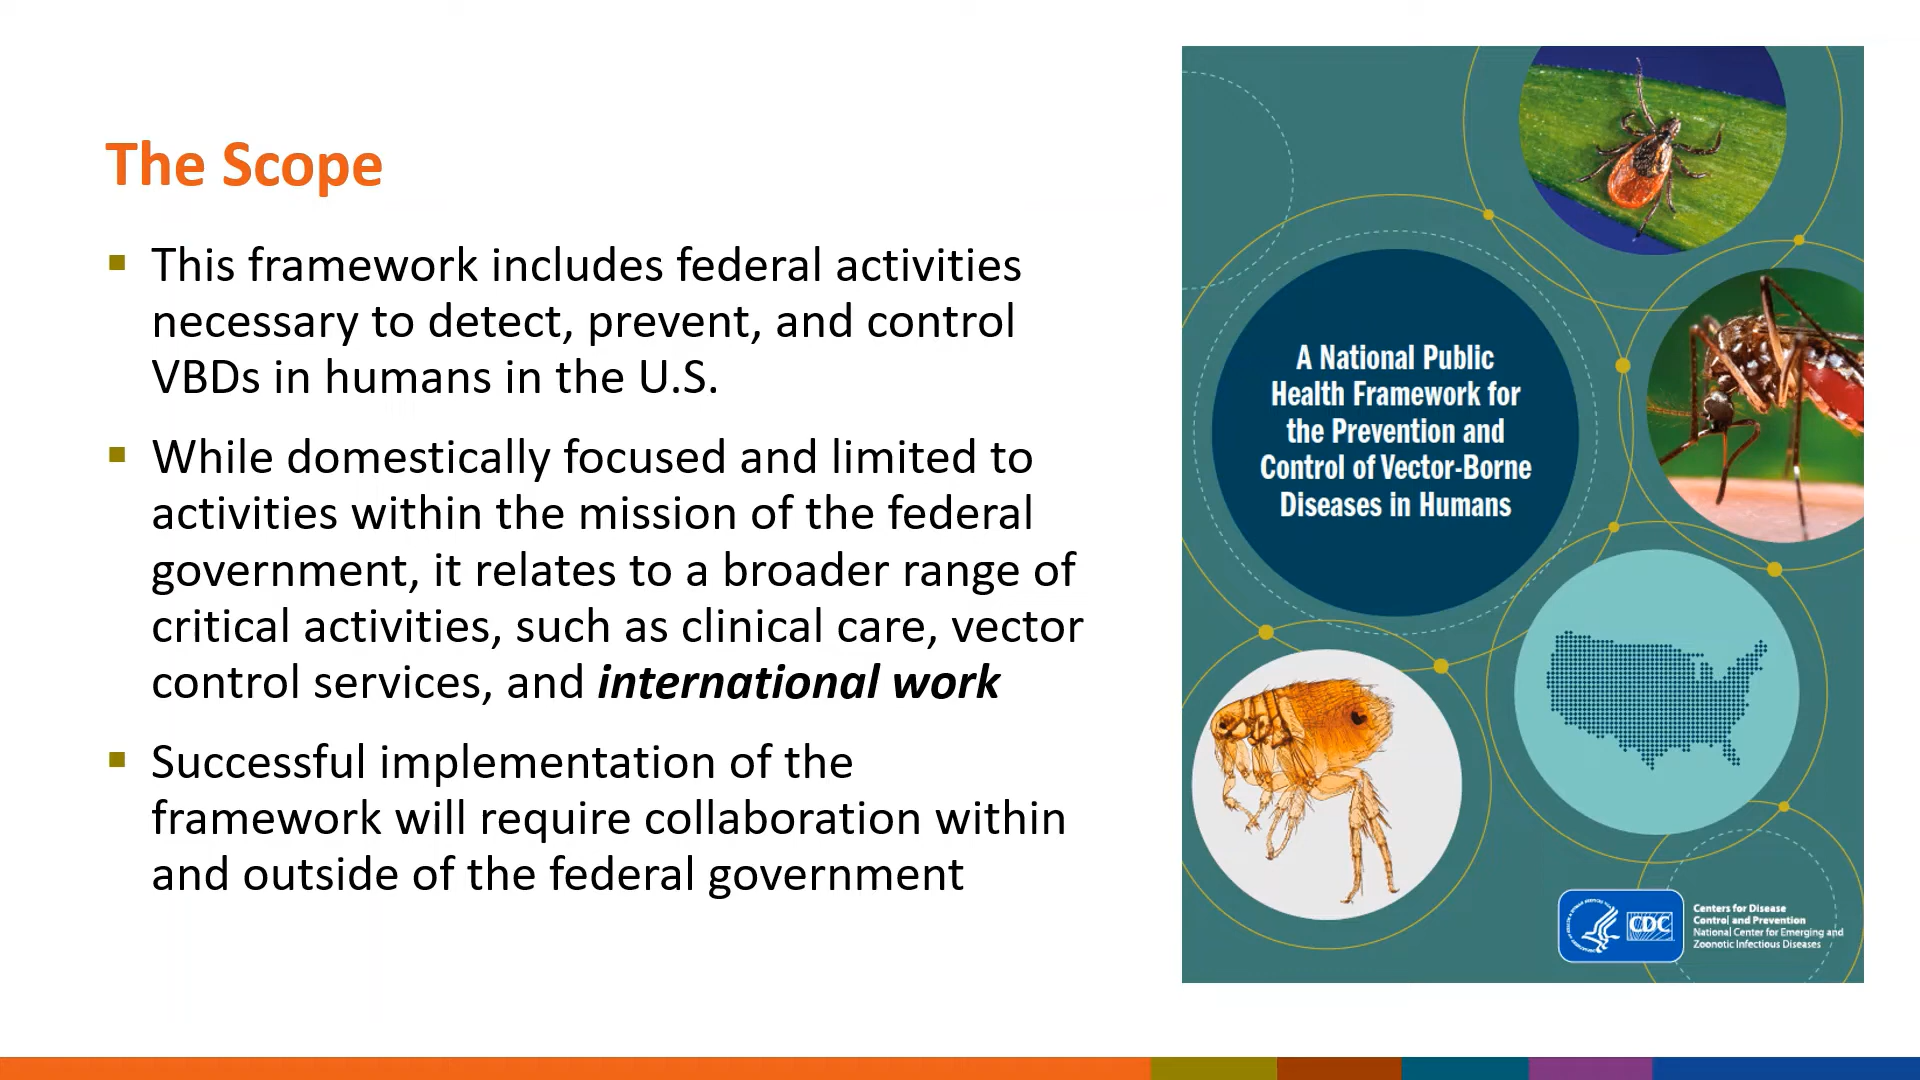 The Scope
This framework includes federal activities
necessary to detect, prevent, and control
VBDs in humans in the U.S.
While domestically focused and limited to
activities within the mission of the federal
government, it relates to a broader range of
critical activities, such as clinical care, vector
control services, and international work
Successful implementation of the
framework will require collaboration within
and outside of the federal government
A National Public
Health Framework for
the Prevention and
Control of Vector-Borne
Diseases in Humans
CDC
Centers for Disease
Control and Prevention
National Center for Emerging and
Zoonotic Infectious Diseases